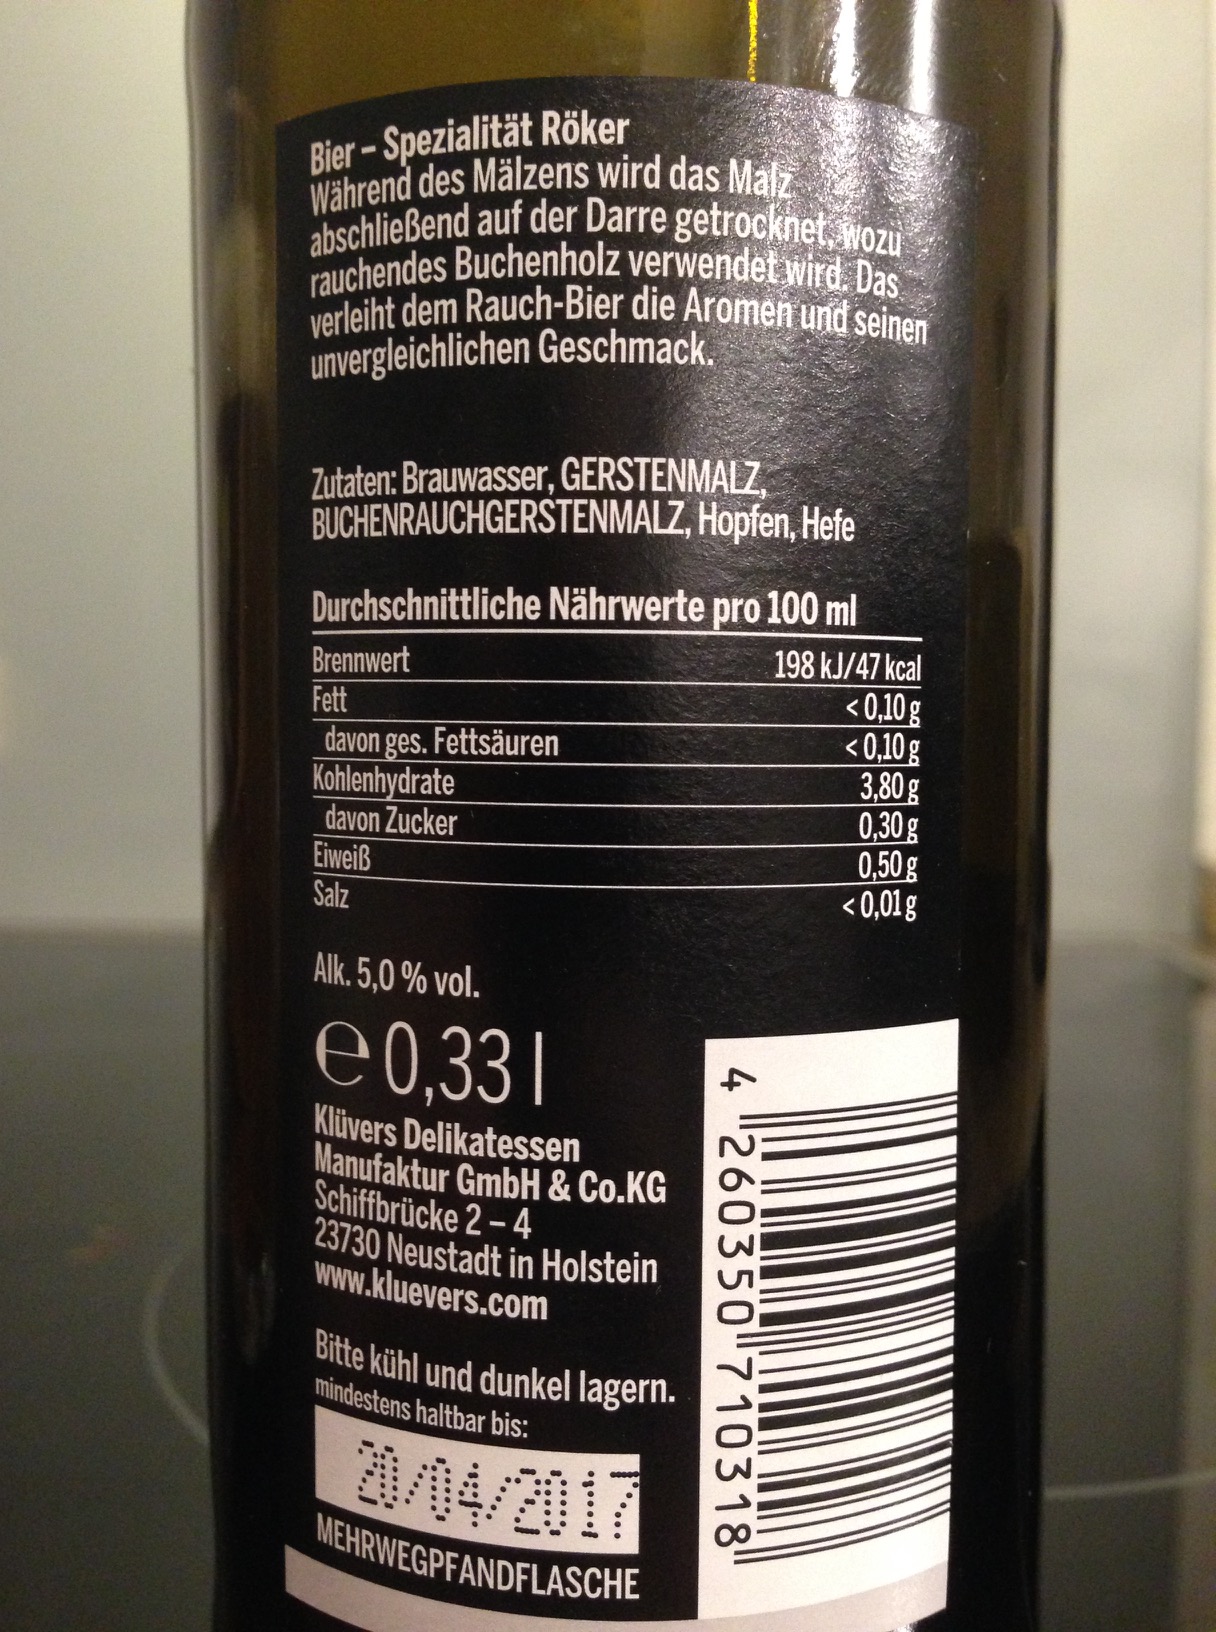 Bier – Spezialität Röker
Während des Mälzens wird das Malz
abschließend auf der Darre getrocknet, wozu
rauchendes Buchenholz verwendet wird. Das
verleiht dem Rauch-Bier die Aromen und seinen
unvergleichlichen Geschmack.
Zutaten: Brauwasser, GERSTENMALZ,
BUCHENRAUCHGERSTENMALZ, Hopfen, Hefe
Durchschnittliche Nährwerte pro 100 ml
Brennwert 198 kJ/47 kcal
Fett < 0,10 g
davon ges. Fettsäuren < 0,10 g
Kohlenhydrate 3,80 g
davon Zucker 0,30 g
Eiweiß 0,50 g
Salz < 0,01 g
Alk. 5,0 % vol.
℮ 0,33 l
Klüvers Delikatessen
Manufaktur GmbH & Co.KG
Schiffbrücke 2 – 4
23730 Neustadt in Holstein
www.kluevers.com
Bitte kühl und dunkel lagern.
mindestens haltbar bis:
20/04/2017
MEHRWEGPFANDFLASCHE
4 260350 710318